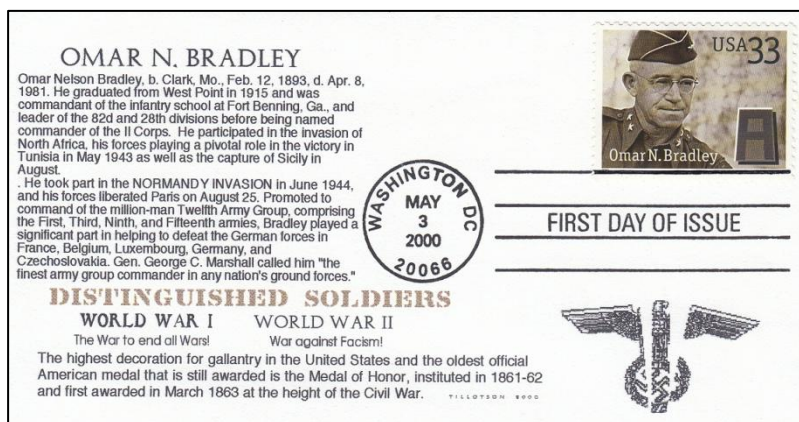 OMAR N. BRADLEY
Omar Nelson Bradley, b. Clark, Mo., Feb. 12, 1893, d. Apr. 8,
1981. He graduated from West Point in 1915 and was
commandant of the infantry school at Fort Benning, Ga., and
leader of the 82d and 28th divisions before being named
commander of the II Corps. He participated in the invasion of
North Africa, his forces playing a pivotal role in the victory in
Tunisia in May 1943 as well as the capture of Sicily in
August.
. He took part in the NORMANDY INVASION in June 1944,
and his forces liberated Paris on August 25. Promoted to
command of the million-man Twelfth Army Group, comprising
the First, Third, Ninth, and Fifteenth armies, Bradley played a
significant part in helping to defeat the German forces in
France, Belgium, Luxembourg, Germany, and
Czechoslovakia. Gen. George C. Marshall called him "the
finest army group commander in any nation's ground forces."
DISTINGUISHED SOLDIERS
WORLD WAR I
The War to end all Wars!
WORLD WAR II
War against Facism!
The highest decoration for gallantry in the United States and the oldest official
American medal that is still awarded is the Medal of Honor, instituted in 1861-62
and first awarded in March 1863 at the height of the Civil War.
TILLOTSON 2000
WASHINGTON DC
MAY
3
2000
20066
USA 33
Omar N. Bradley
FIRST DAY OF ISSUE